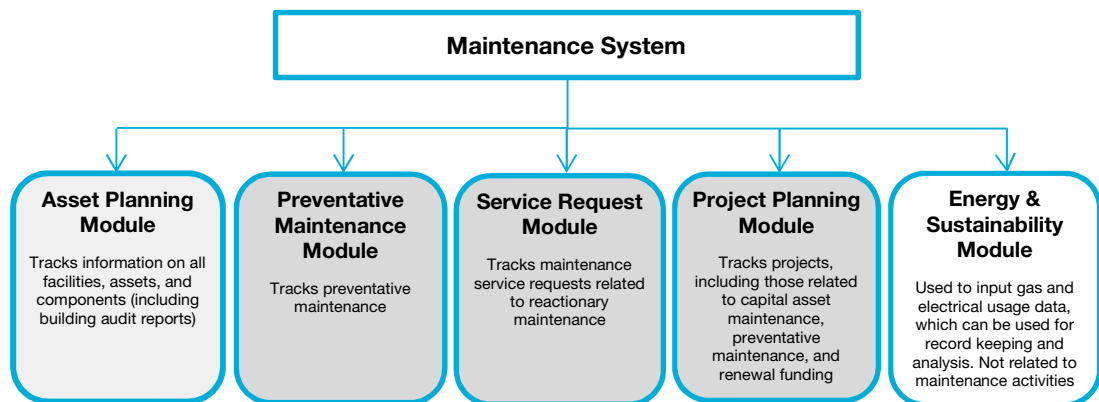 Maintenance System
Asset Planning
Module
Tracks information on all
facilities, assets, and
components (including
building audit reports)
Preventative
Maintenance
Module
Tracks preventative
maintenance
Service Request
Module
Tracks maintenance
service requests related
to reactionary
maintenance
Project Planning
Module
Tracks projects,
including those related
to capital asset
maintenance,
preventative
maintenance, and
renewal funding
Energy &
Sustainability
Module
Used to input gas and
electrical usage data,
which can be used for
record keeping and
analysis. Not related to
maintenance activities